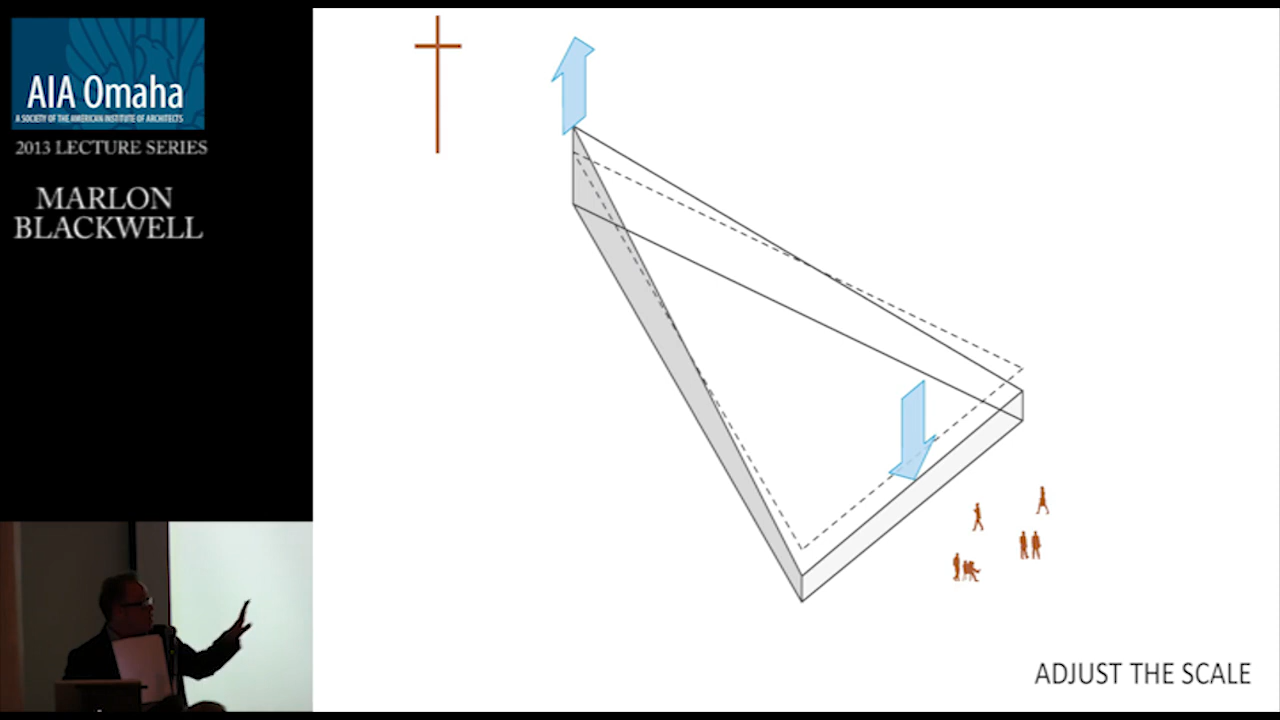 AIA Omaha
A SOCIETY OF THE AMERICAN INSTITUTE OF ARCHITECTS
2013 LECTURE SERIES
MARLON
BLACKWELL
ADJUST THE SCALE